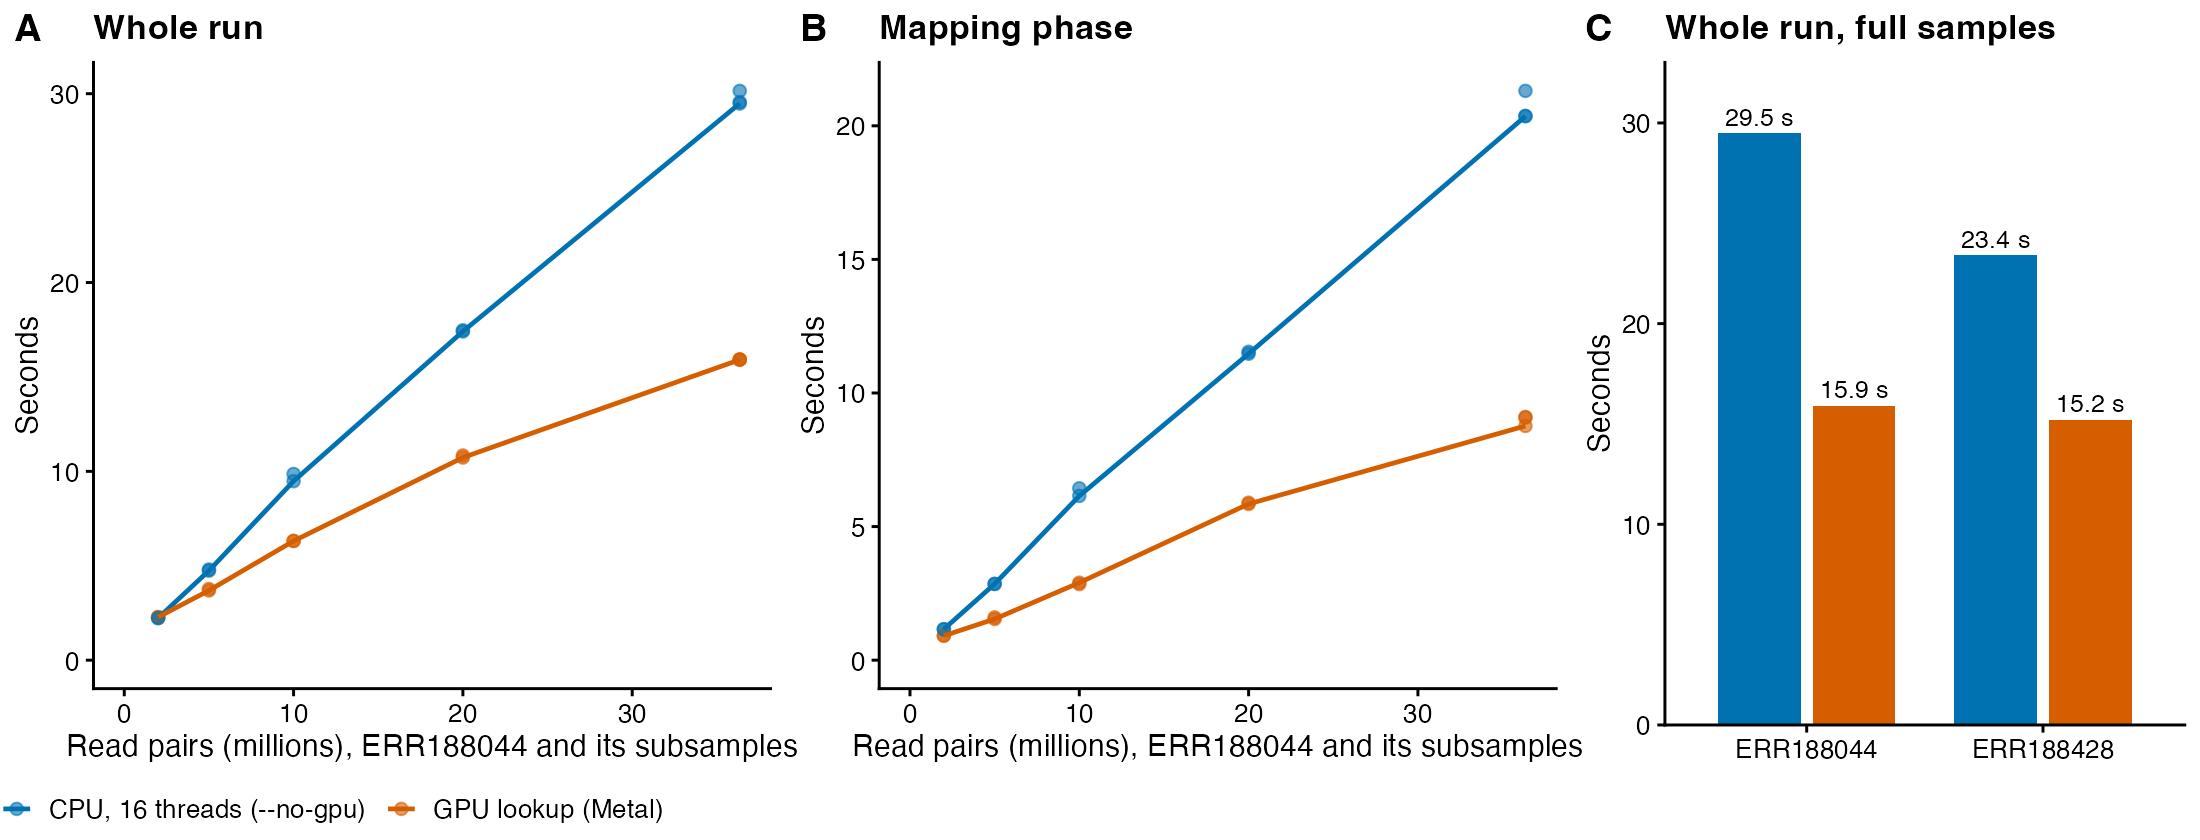 A Whole run
Seconds
30
20
10
0
0 10 20 30
Read pairs (millions), ERR188044 and its subsamples
B Mapping phase
Seconds
20
15
10
5
0
0 10 20 30
Read pairs (millions), ERR188044 and its subsamples
C Whole run, full samples
Seconds
30
20
10
0
29.5 s
15.9 s
23.4 s
15.2 s
ERR188044 ERR188428
CPU, 16 threads (--no-gpu) GPU lookup (Metal)